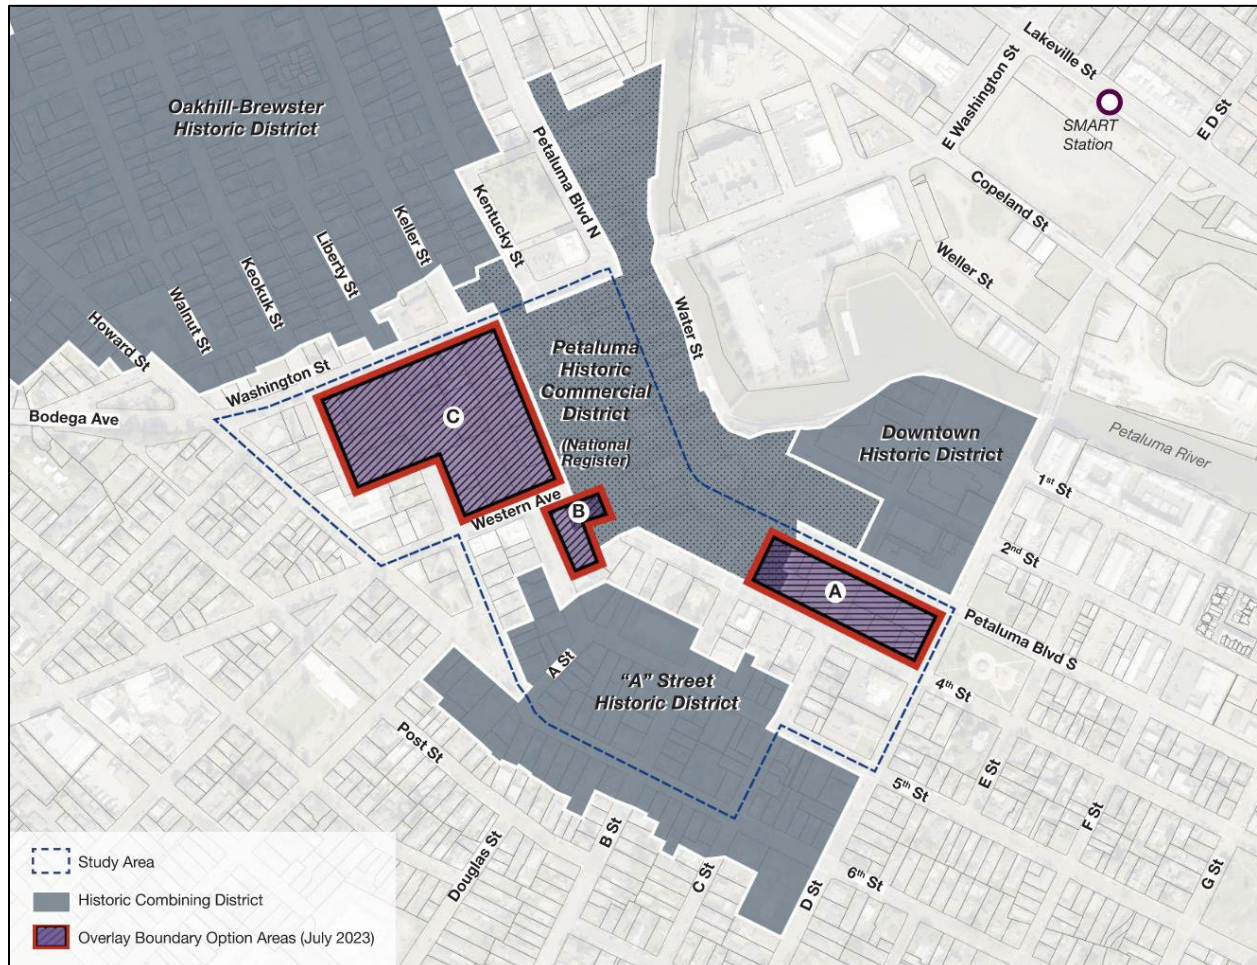 Lakeville St
E Washington St
E D St
SMART
Station
Oakhill-Brewster
Historic District
Petaluma Blvd N
Copeland St
Kentucky St
Weller St
Keller St
Liberty St
Keokuk St
Walnut St
Howard St
Water St
Washington St
Petaluma
Historic
Commercial
District
(National
Register)
Bodega Ave
C
Downtown
Historic District
Petaluma River
1st St
Western Ave
B
2nd St
A
Petaluma Blvd S
A St
"A" Street
Historic District
4th St
Post St
E St
5th St
F St
B St
Douglas St
C St
6th St
G St
D St
Study Area
Historic Combining District
Overlay Boundary Option Areas (July 2023)